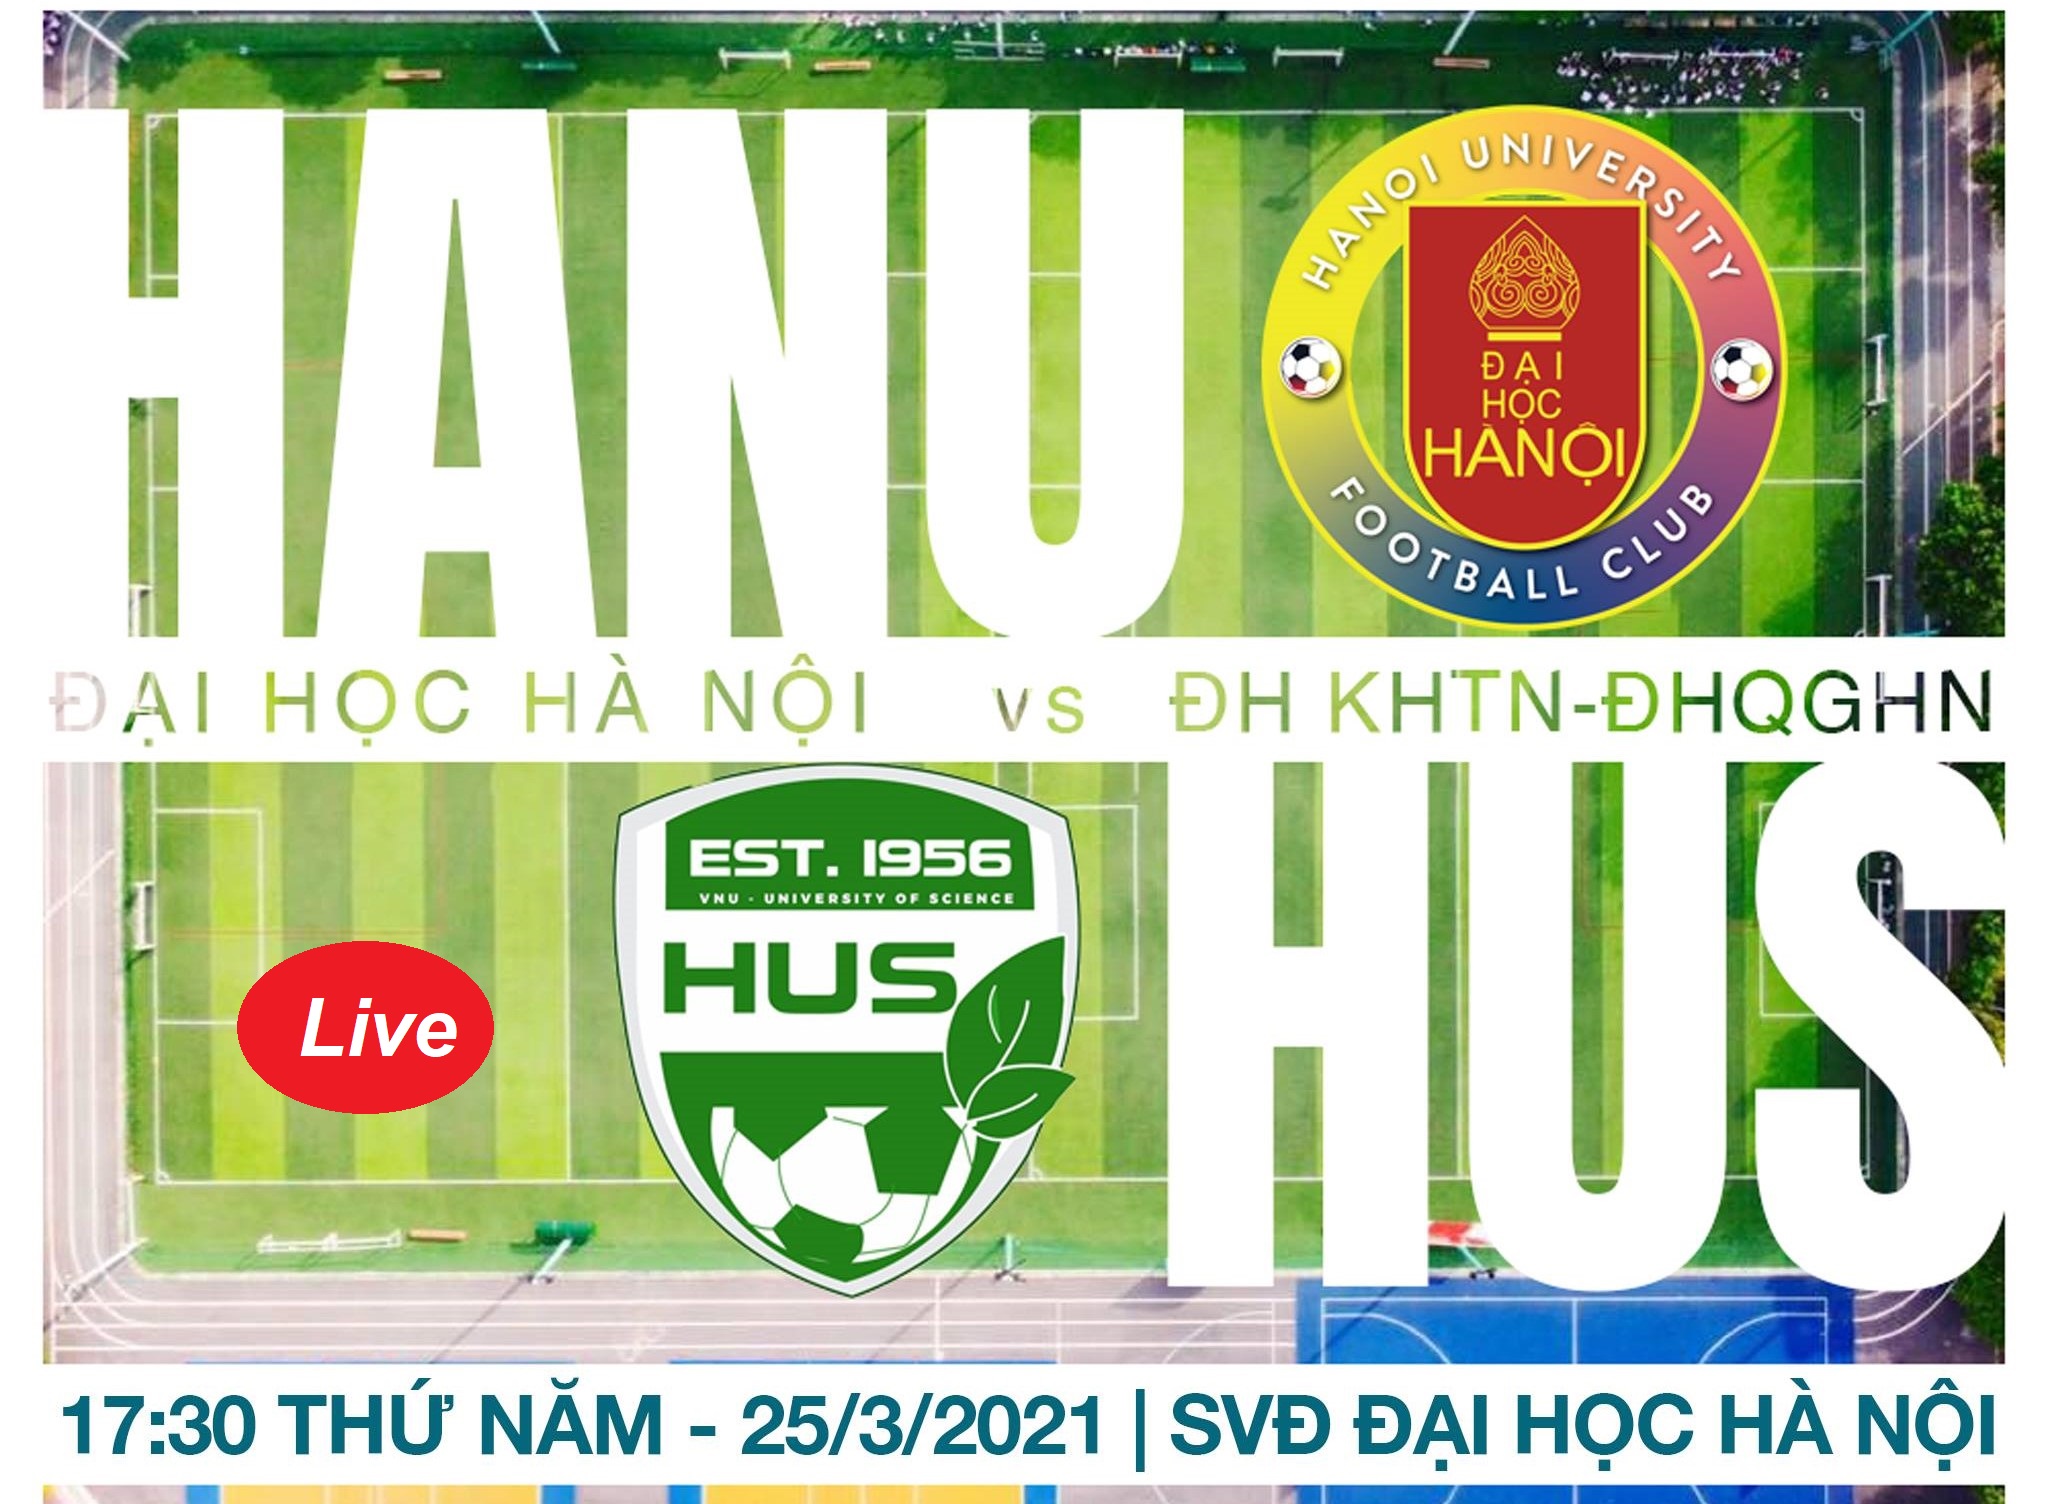 HANU
HANOI UNIVERSITY
ĐẠI
HỌC
HÀNỘI
FOOTBALL CLUB
ĐẠI HỌC HÀ NỘI vs ĐH KHTN-ĐHQGHN
EST. 1956
VNU - UNIVERSITY OF SCIENCE
HUS
Live
HUS
17:30 THỨ NĂM - 25/3/2021 | SVĐ ĐẠI HỌC HÀ NỘI